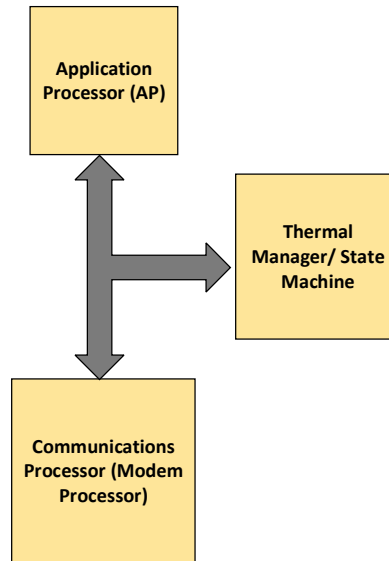 Application
Processor (AP)
Thermal
Manager/ State
Machine
Communications
Processor (Modem
Processor)